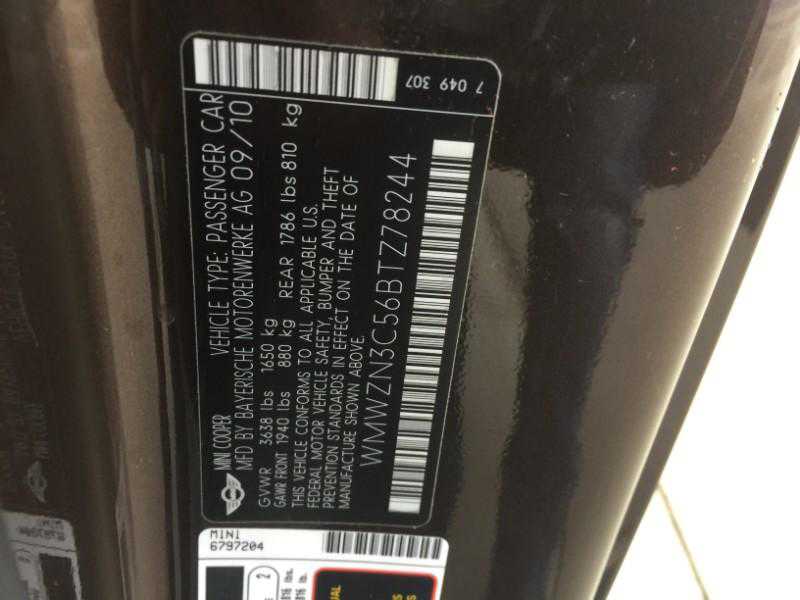 7 049 307
MINI COOPER VEHICLE TYPE: PASSENGER CAR
MFD BY BAYERISCHE MOTORENWERKE AG 09/10
GVWR 3638 lbs 1650 kg
GAWR FRONT 1940 lbs 880 kg REAR 1786 lbs 810 kg
THIS VEHICLE CONFORMS TO ALL APPLICABLE U.S.
FEDERAL MOTOR VEHICLE SAFETY, BUMPER AND THEFT
PREVENTION STANDARDS IN EFFECT ON THE DATE OF
MANUFACTURE SHOWN ABOVE.
WMWZN3C56BTZ78244
MINI
6797204
2